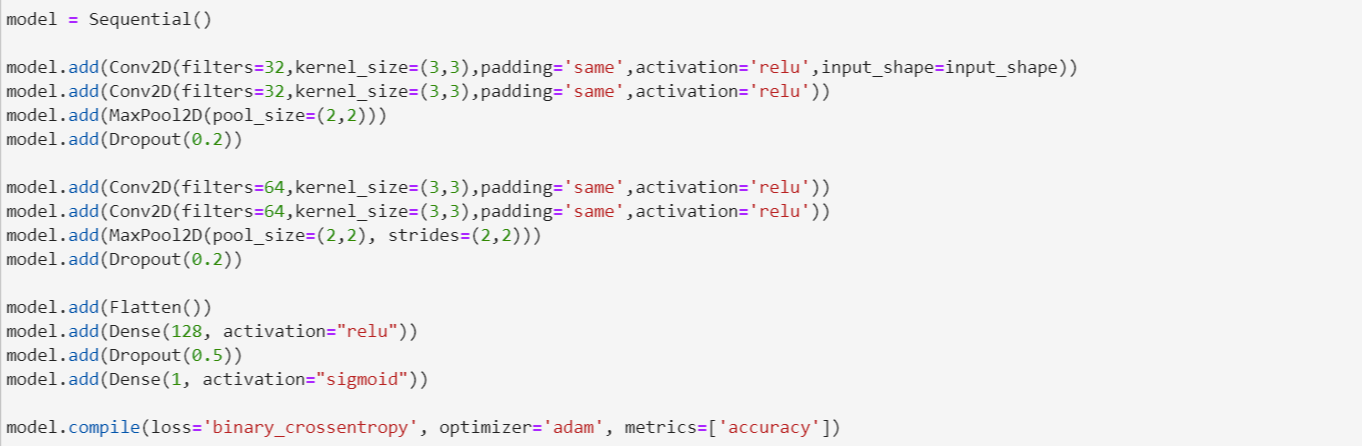 model = Sequential()
model.add(Conv2D(filters=32,kernel_size=(3,3),padding='same',activation='relu',input_shape=input_shape))
model.add(Conv2D(filters=32,kernel_size=(3,3),padding='same',activation='relu'))
model.add(MaxPool2D(pool_size=(2,2)))
model.add(Dropout(0.2))
model.add(Conv2D(filters=64,kernel_size=(3,3),padding='same',activation='relu'))
model.add(Conv2D(filters=64,kernel_size=(3,3),padding='same',activation='relu'))
model.add(MaxPool2D(pool_size=(2,2), strides=(2,2)))
model.add(Dropout(0.2))
model.add(Flatten())
model.add(Dense(128, activation="relu"))
model.add(Dropout(0.5))
model.add(Dense(1, activation="sigmoid"))
model.compile(loss='binary_crossentropy', optimizer='adam', metrics=['accuracy'])